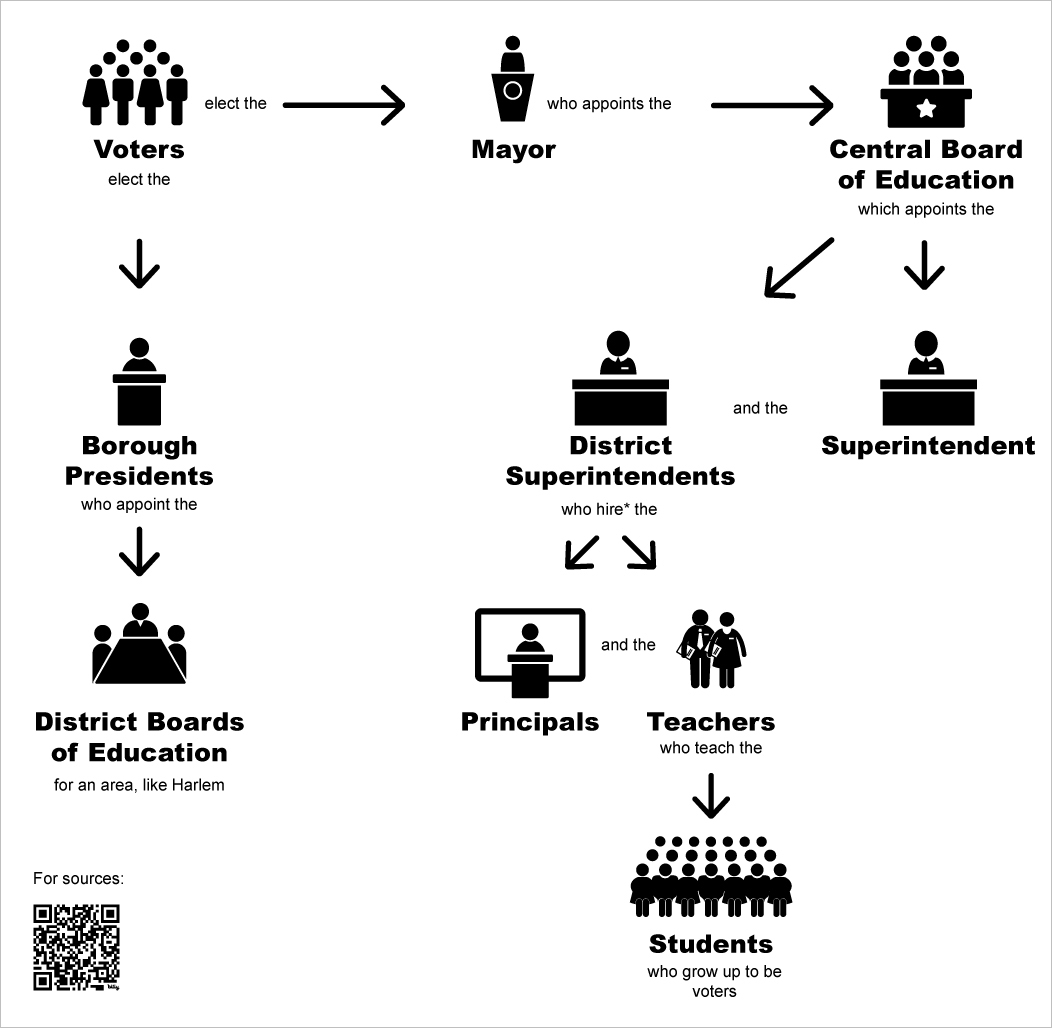 elect the
who appoints the
Voters
elect the
Mayor
Central Board
of Education
which appoints the
and the
Borough
Presidents
who appoint the
District
Superintendents
who hire* the
Superintendent
and the
District Boards
of Education
for an area, like Harlem
Principals
Teachers
who teach the
For sources:
Students
who grow up to be
voters